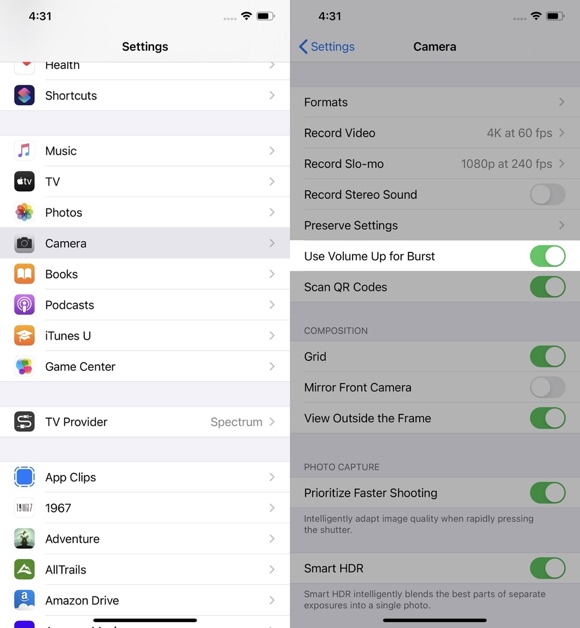 4:31
Settings
Health
Shortcuts
Music
TV
Photos
Camera
Books
Podcasts
iTunes U
Game Center
TV Provider Spectrum
App Clips
1967
Adventure
AllTrails
Amazon Drive
4:31
Settings Camera
Formats
Record Video 4K at 60 fps
Record Slo-mo 1080p at 240 fps
Record Stereo Sound
Preserve Settings
Use Volume Up for Burst
Scan QR Codes
COMPOSITION
Grid
Mirror Front Camera
View Outside the Frame
PHOTO CAPTURE
Prioritize Faster Shooting
Intelligently adapt image quality when rapidly pressing
the shutter.
Smart HDR
Smart HDR intelligently blends the best parts of separate
exposures into a single photo.